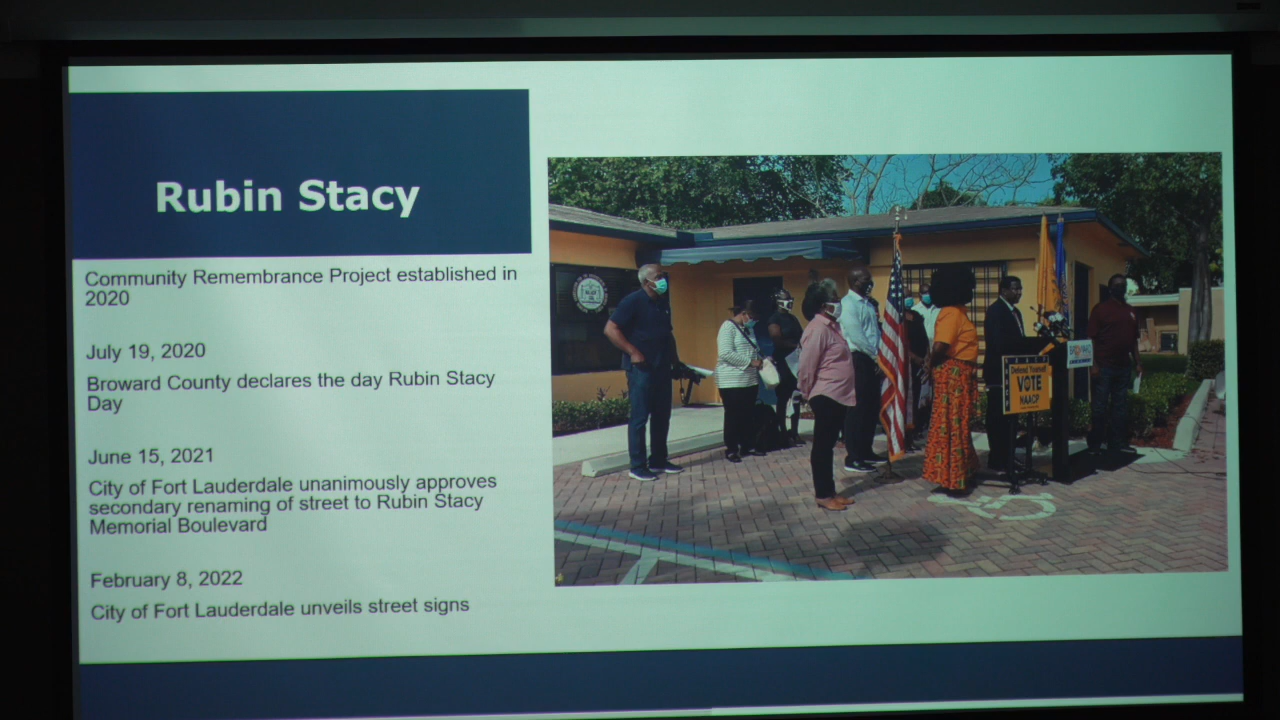 Rubin Stacy
Community Remembrance Project established in
2020
July 19, 2020
Broward County declares the day Rubin Stacy
Day
June 15, 2021
City of Fort Lauderdale unanimously approves
secondary renaming of street to Rubin Stacy
Memorial Boulevard
February 8, 2022
City of Fort Lauderdale unveils street signs
VOTE
NAACP